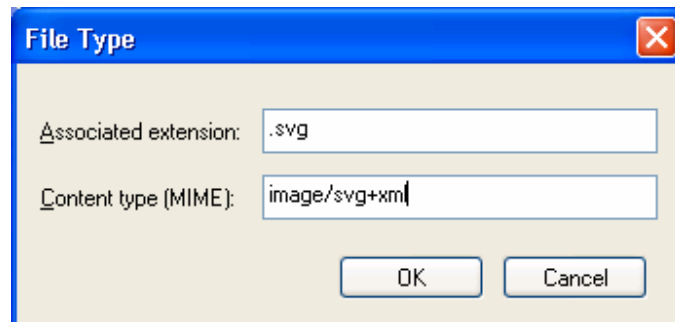 File Type
Associated extension: .svg
Content type (MIME): image/svg+xml
OK Cancel